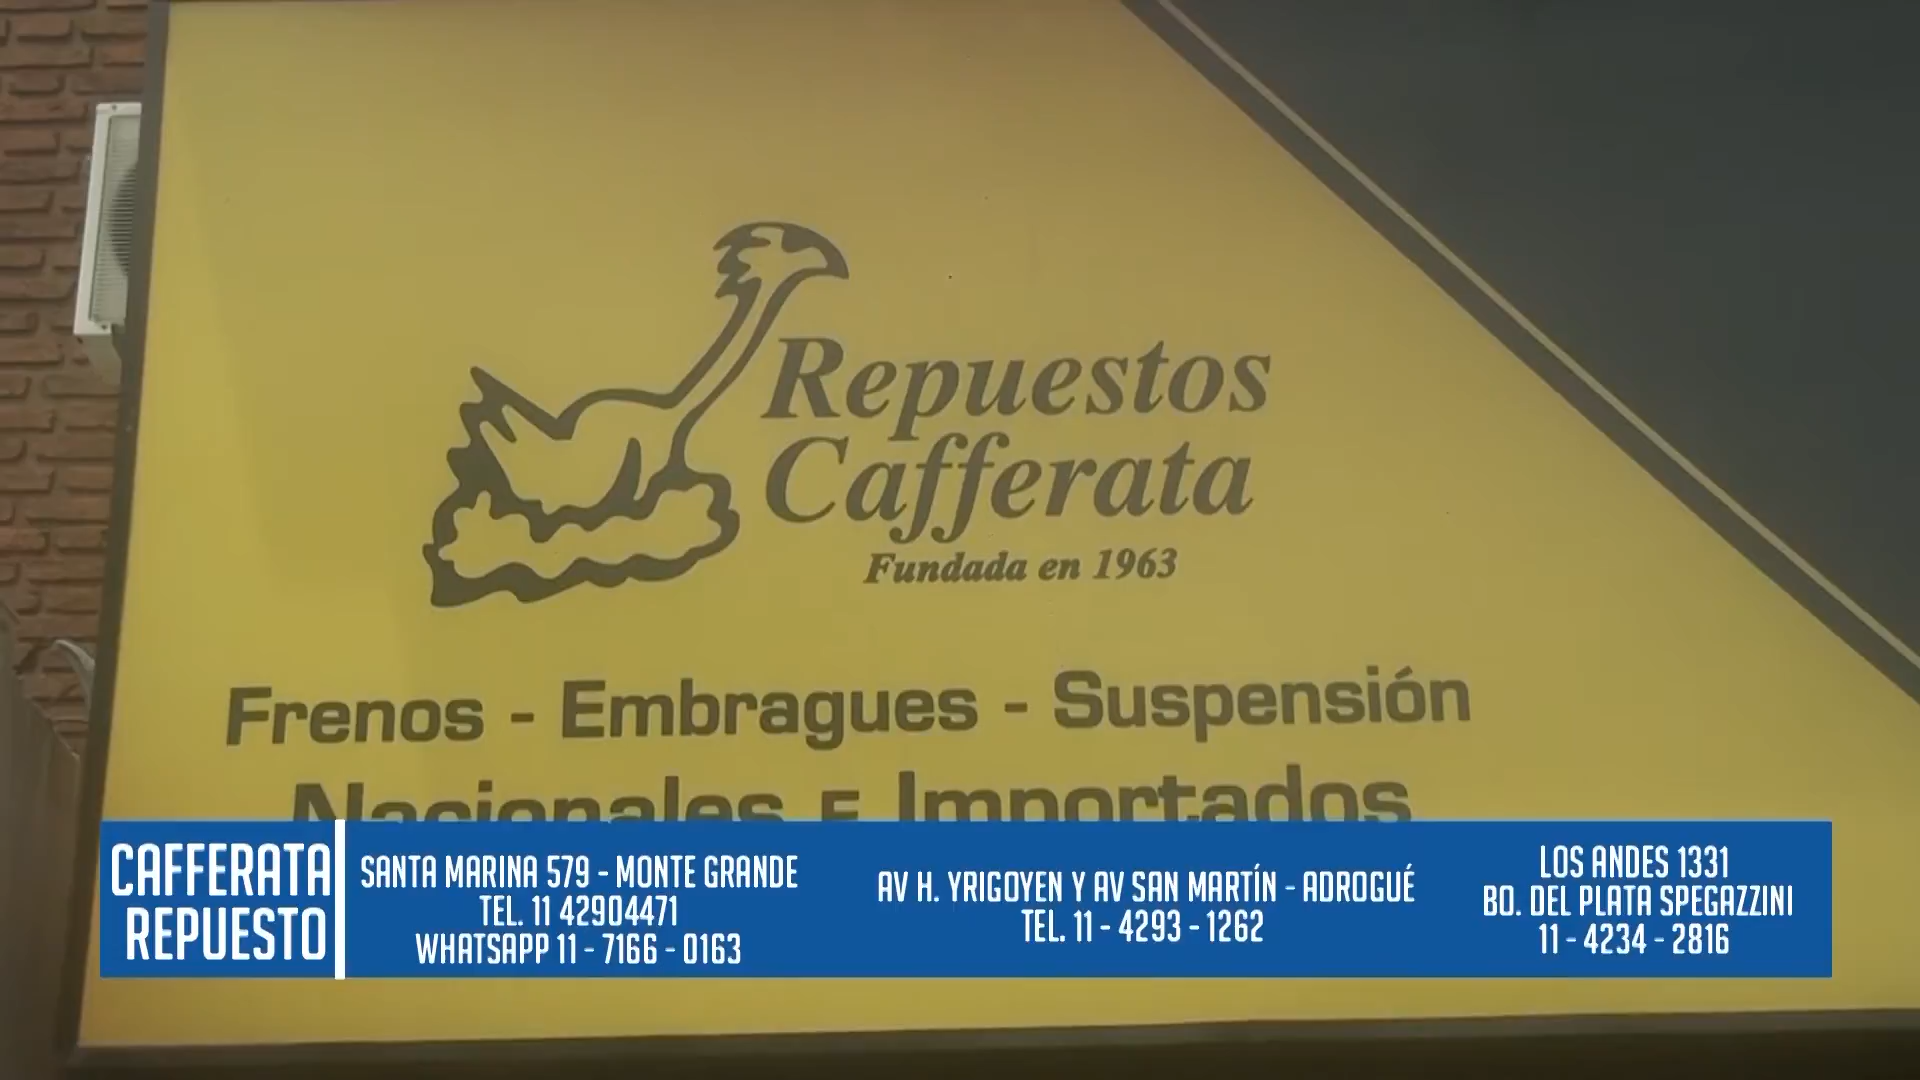 Repuestos
Cafferata
Fundada en 1963
Frenos - Embragues - Suspensión
Nacionales E Importados
CAFFERATA
REPUESTO
SANTA MARINA 579 - MONTE GRANDE
TEL. 11 42904471
WHATSAPP 11 - 7166 - 0163
AV H. YRIGOYEN Y AV SAN MARTÍN - ADROGUÉ
TEL. 11 - 4293 - 1262
LOS ANDES 1331
BO. DEL PLATA SPEGAZZINI
11 - 4234 - 2816